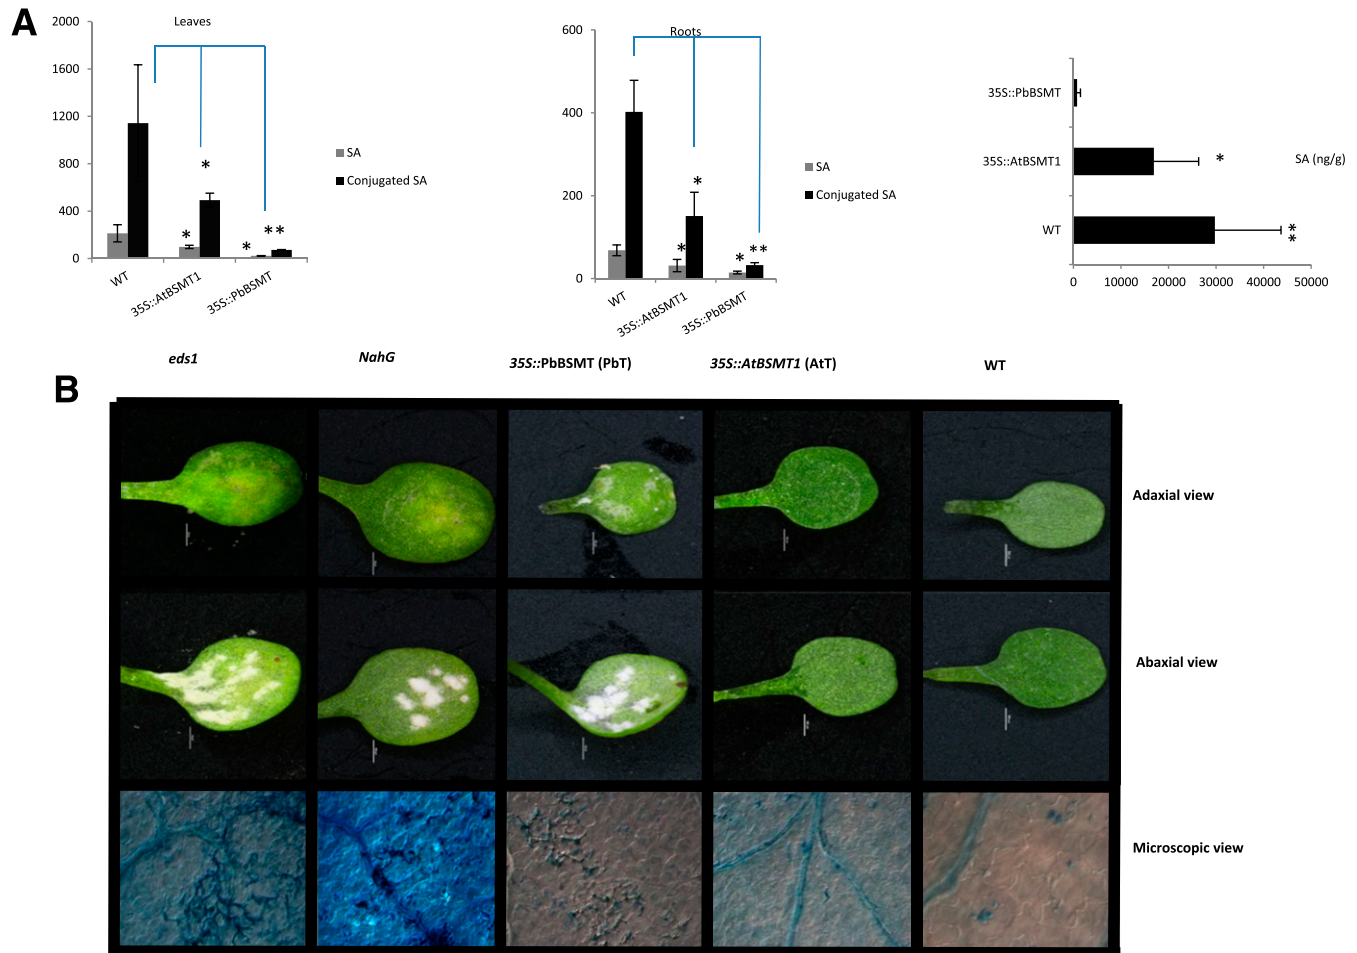 A
Leaves
2000
1600
1200
800
400
0
*
*
*
**
SA
Conjugated SA
WT
35S::AtBSMT1
35S::PbBSMT
Roots
600
400
200
0
*
*
*
**
SA
Conjugated SA
WT
35S::AtBSMT1
35S::PbBSMT
35S::PbBSMT
35S::AtBSMT1
*
SA (ng/g)
WT
**
0 10000 20000 30000 40000 50000
B
eds1 NahG 35S::PbBSMT (PbT) 35S::AtBSMT1 (AtT) WT
Adaxial view
Abaxial view
Microscopic view